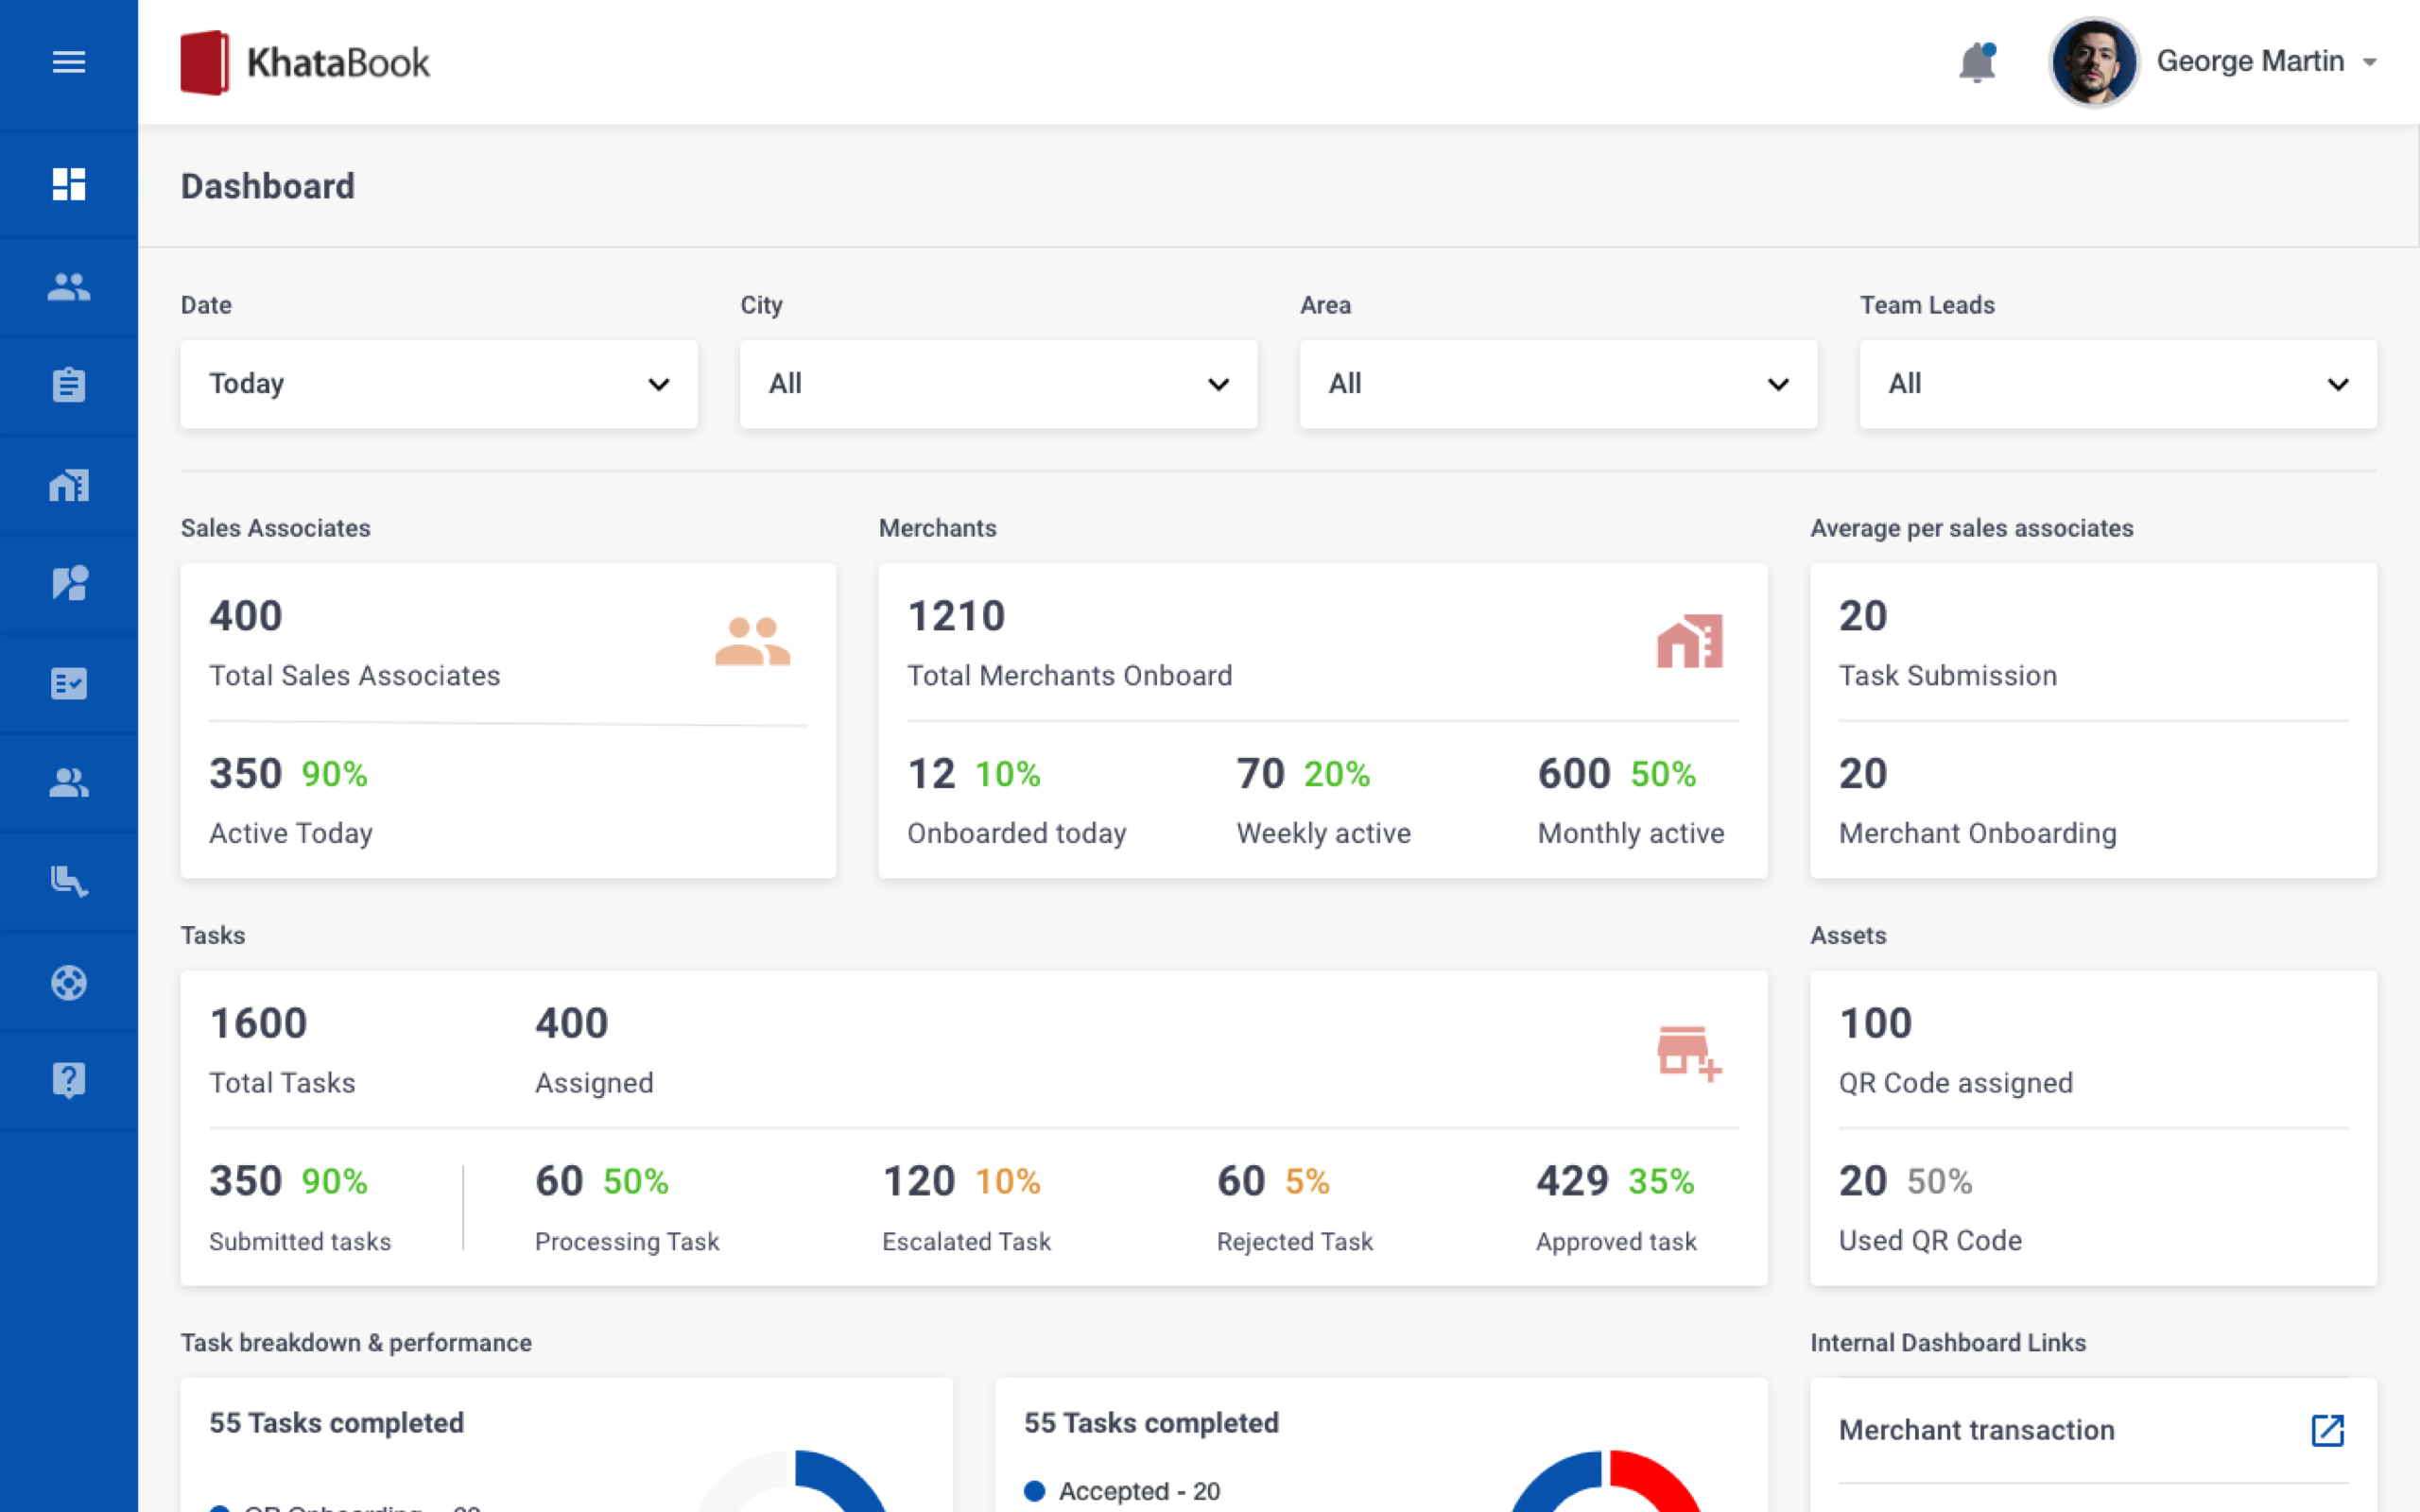 KhataBook
George Martin
Dashboard
Date
City
Area
Team Leads
Today
All
All
All
Sales Associates
Merchants
Average per sales associates
400
Total Sales Associates
350 90%
Active Today
1210
Total Merchants Onboard
12 10%
Onboarded today
70 20%
Weekly active
600 50%
Monthly active
20
Task Submission
20
Merchant Onboarding
Tasks
Assets
1600
Total Tasks
400
Assigned
350 90%
Submitted tasks
60 50%
Processing Task
120 10%
Escalated Task
60 5%
Rejected Task
429 35%
Approved task
100
QR Code assigned
20 50%
Used QR Code
Task breakdown & performance
Internal Dashboard Links
55 Tasks completed
55 Tasks completed
Accepted - 20
Merchant transaction